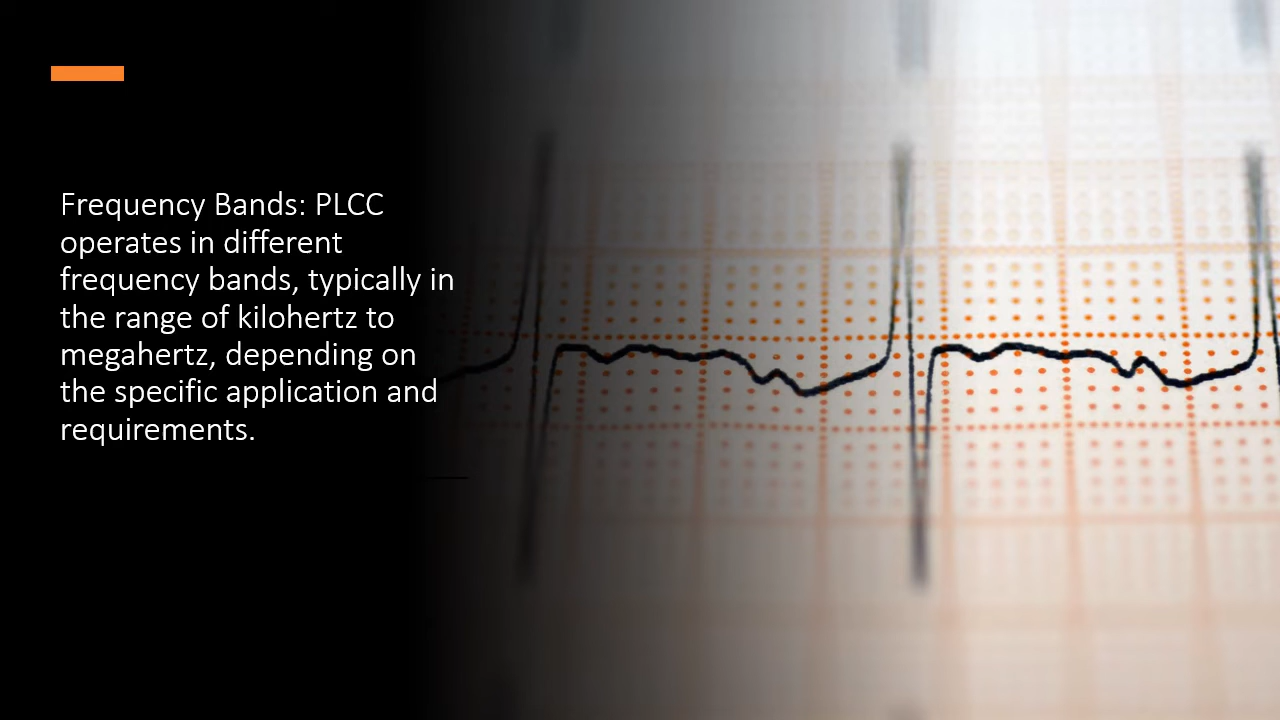 Frequency Bands: PLCC
operates in different
frequency bands, typically in
the range of kilohertz to
megahertz, depending on
the specific application and
requirements.